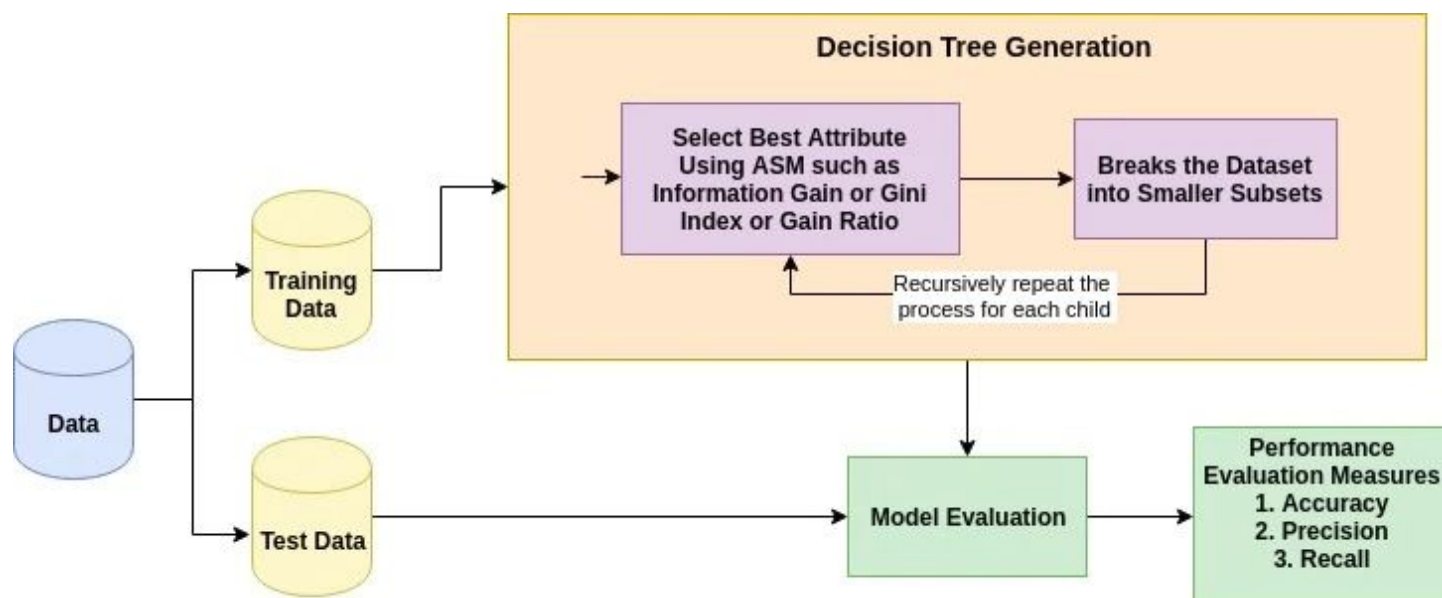 Decision Tree Generation
Select Best Attribute
Using ASM such as
Information Gain or Gini
Index or Gain Ratio
Breaks the Dataset
into Smaller Subsets
Recursively repeat the
process for each child
Training
Data
Data
Test Data
Model Evaluation
Performance
Evaluation Measures
1. Accuracy
2. Precision
3. Recall